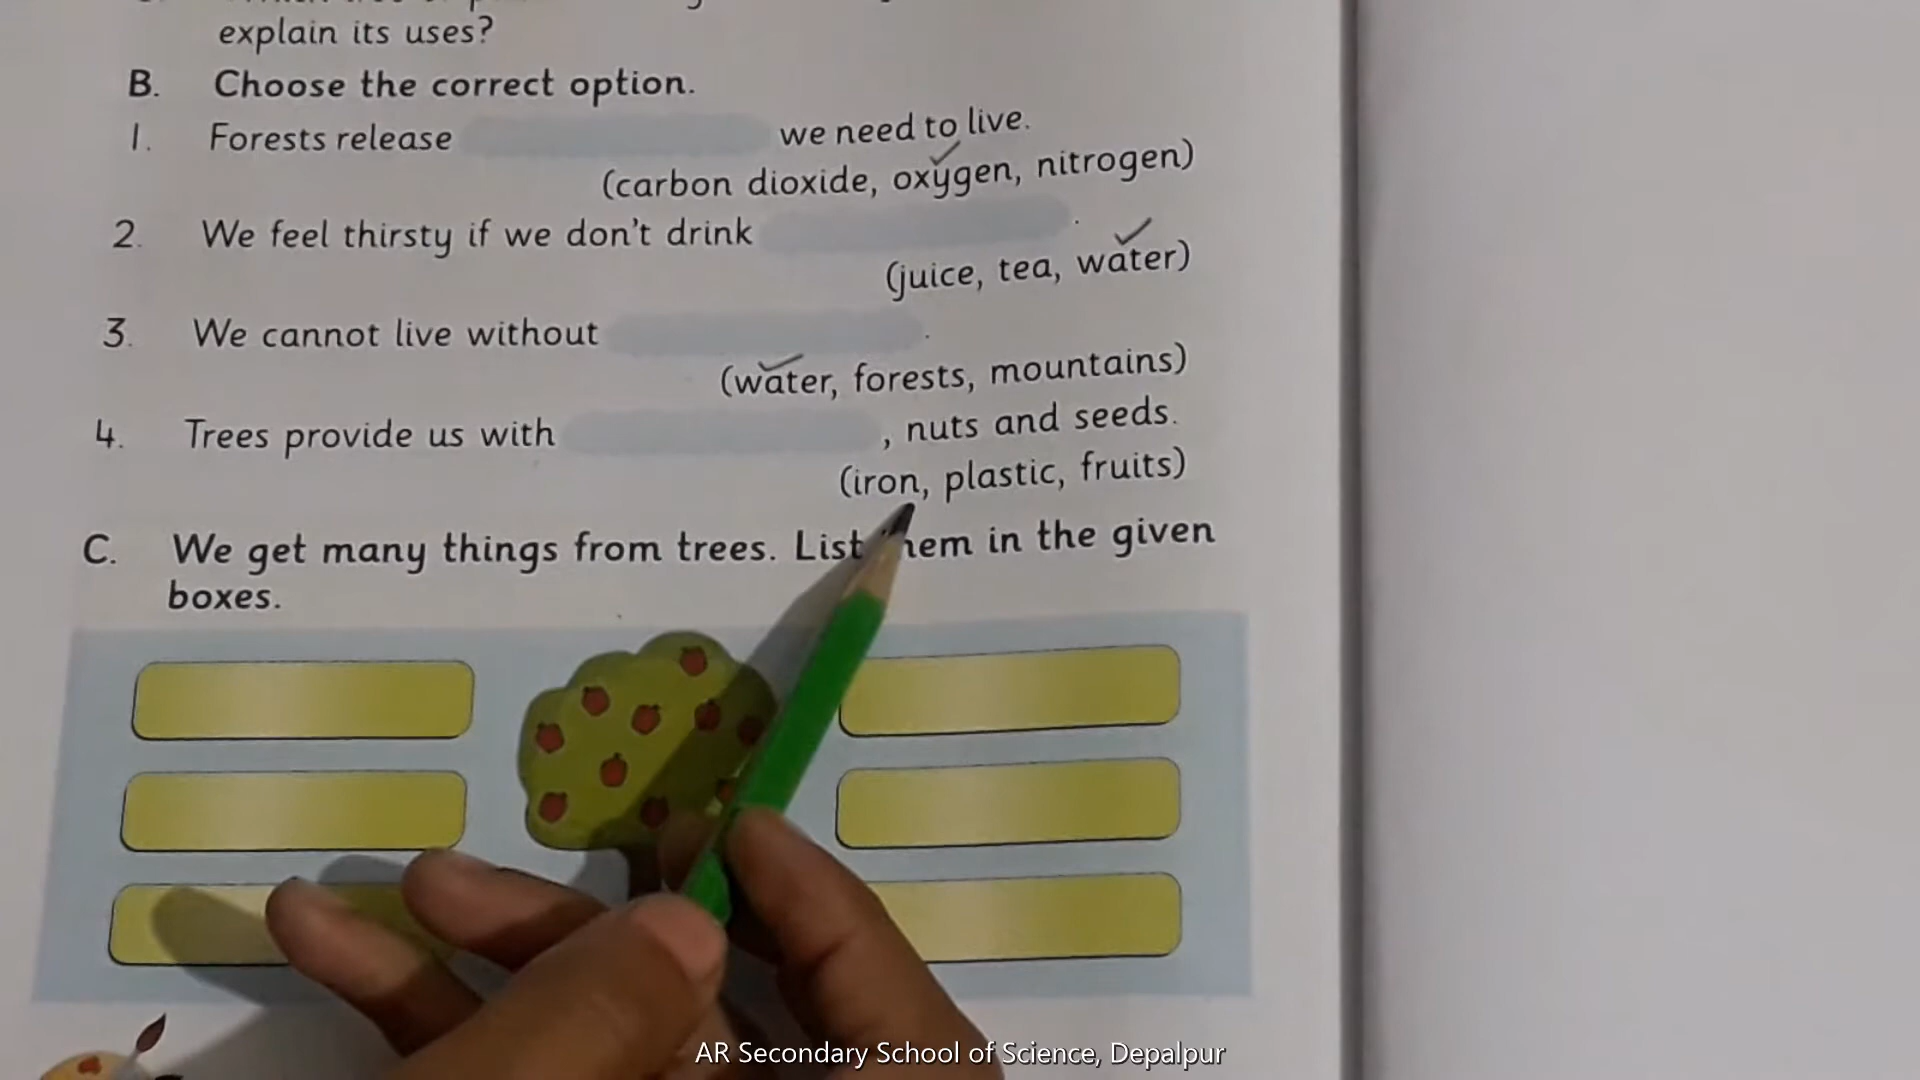 explain its uses?
B. Choose the correct option.
1. Forests release we need to live.
(carbon dioxide, oxygen, nitrogen)
2. We feel thirsty if we don't drink .
(juice, tea, water)
3. We cannot live without .
(water, forests, mountains)
4. Trees provide us with , nuts and seeds.
(iron, plastic, fruits)
C. We get many things from trees. List hem in the given
boxes.
AR Secondary School of Science, Depalpur